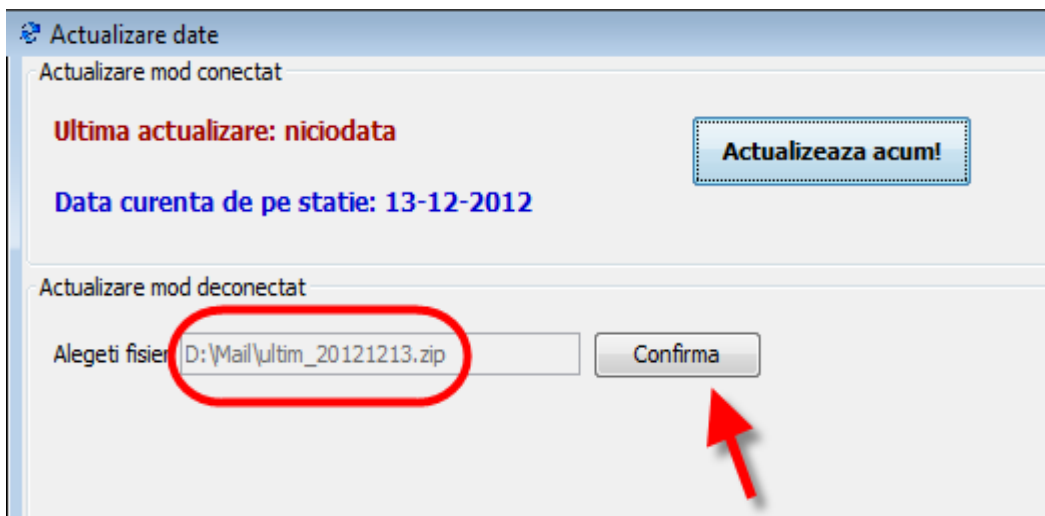 Actualizare date
Actualizare mod conectat
Ultima actualizare: niciodata
Actualizeaza acum!
Data curenta de pe statie: 13-12-2012
Actualizare mod deconectat
Alegeti fisier D:\Mail\ultim_20121213.zip Confirma